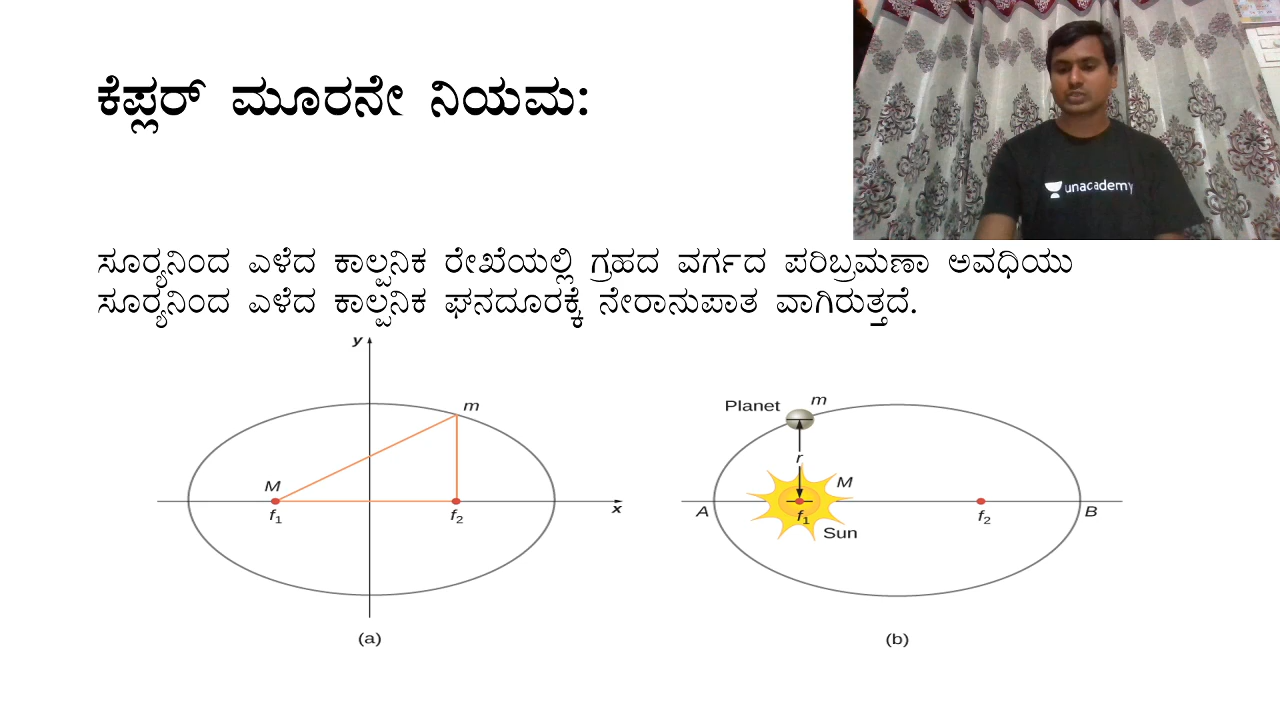 ಕೆಪ್ಲರ್ ಮೂರನೇ ನಿಯಮ:
unacademy
ಸೂರ‍್ಯನಿಂದ ಎಳೆದ ಕಾಲ್ಪನಿಕ ರೇಖೆಯಲ್ಲಿ ಗ್ರಹದ ವರ್ಗದ ಪರಿಬ್ರಮಣಾ ಅವಧಿಯು
ಸೂರ‍್ಯನಿಂದ ಎಳೆದ ಕಾಲ್ಪನಿಕ ಘನದೂರಕ್ಕೆ ನೇರಾನುಪಾತ ವಾಗಿರುತ್ತದೆ.
y
m
M
f₁
f₂
x
(a)
Planet
m
r
M
A
f₁
f₂
B
Sun
(b)